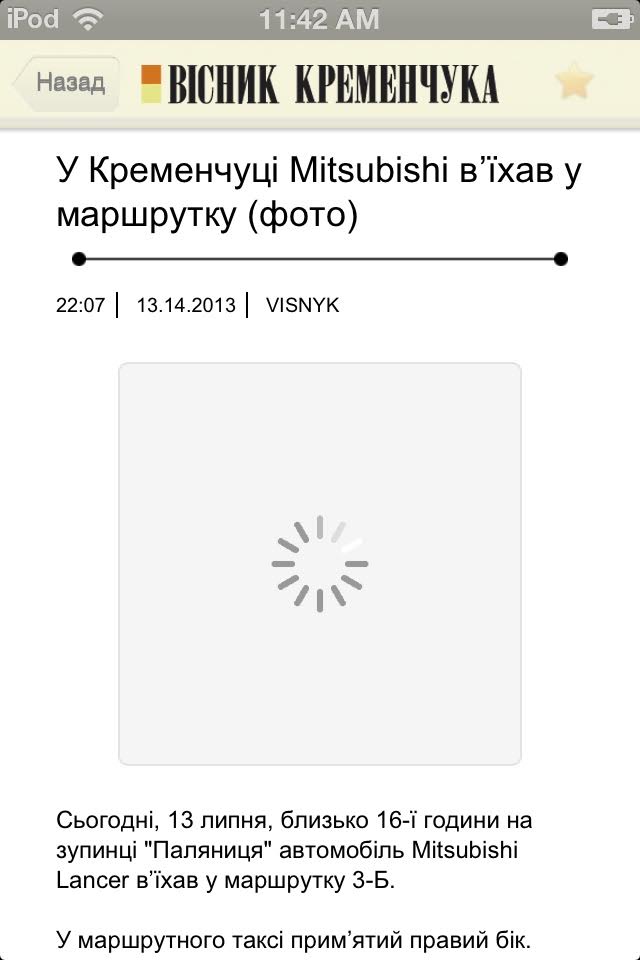 iPod 11:42 AM
Назад ВІСНИК КРЕМЕНЧУКА
У Кременчуці Mitsubishi в’їхав у
маршрутку (фото)
22:07 | 13.14.2013 | VISNYK
Сьогодні, 13 липня, близько 16-ї години на
зупинці "Паляниця" автомобіль Mitsubishi
Lancer в’їхав у маршрутку 3-Б.
У маршрутного таксі прим’ятий правий бік.